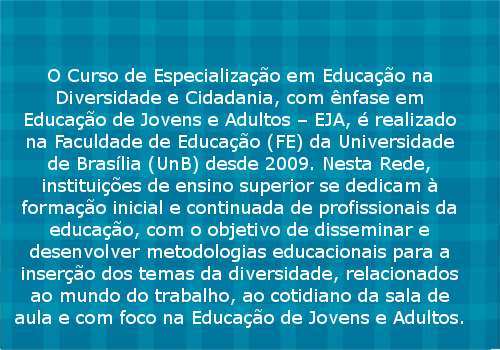 O Curso de Especialização em Educação na
Diversidade e Cidadania, com ênfase em
Educação de Jovens e Adultos – EJA, é realizado
na Faculdade de Educação (FE) da Universidade
de Brasília (UnB) desde 2009. Nesta Rede,
instituições de ensino superior se dedicam à
formação inicial e continuada de profissionais da
educação, com o objetivo de disseminar e
desenvolver metodologias educacionais para a
inserção dos temas da diversidade, relacionados
ao mundo do trabalho, ao cotidiano da sala de
aula e com foco na Educação de Jovens e Adultos.